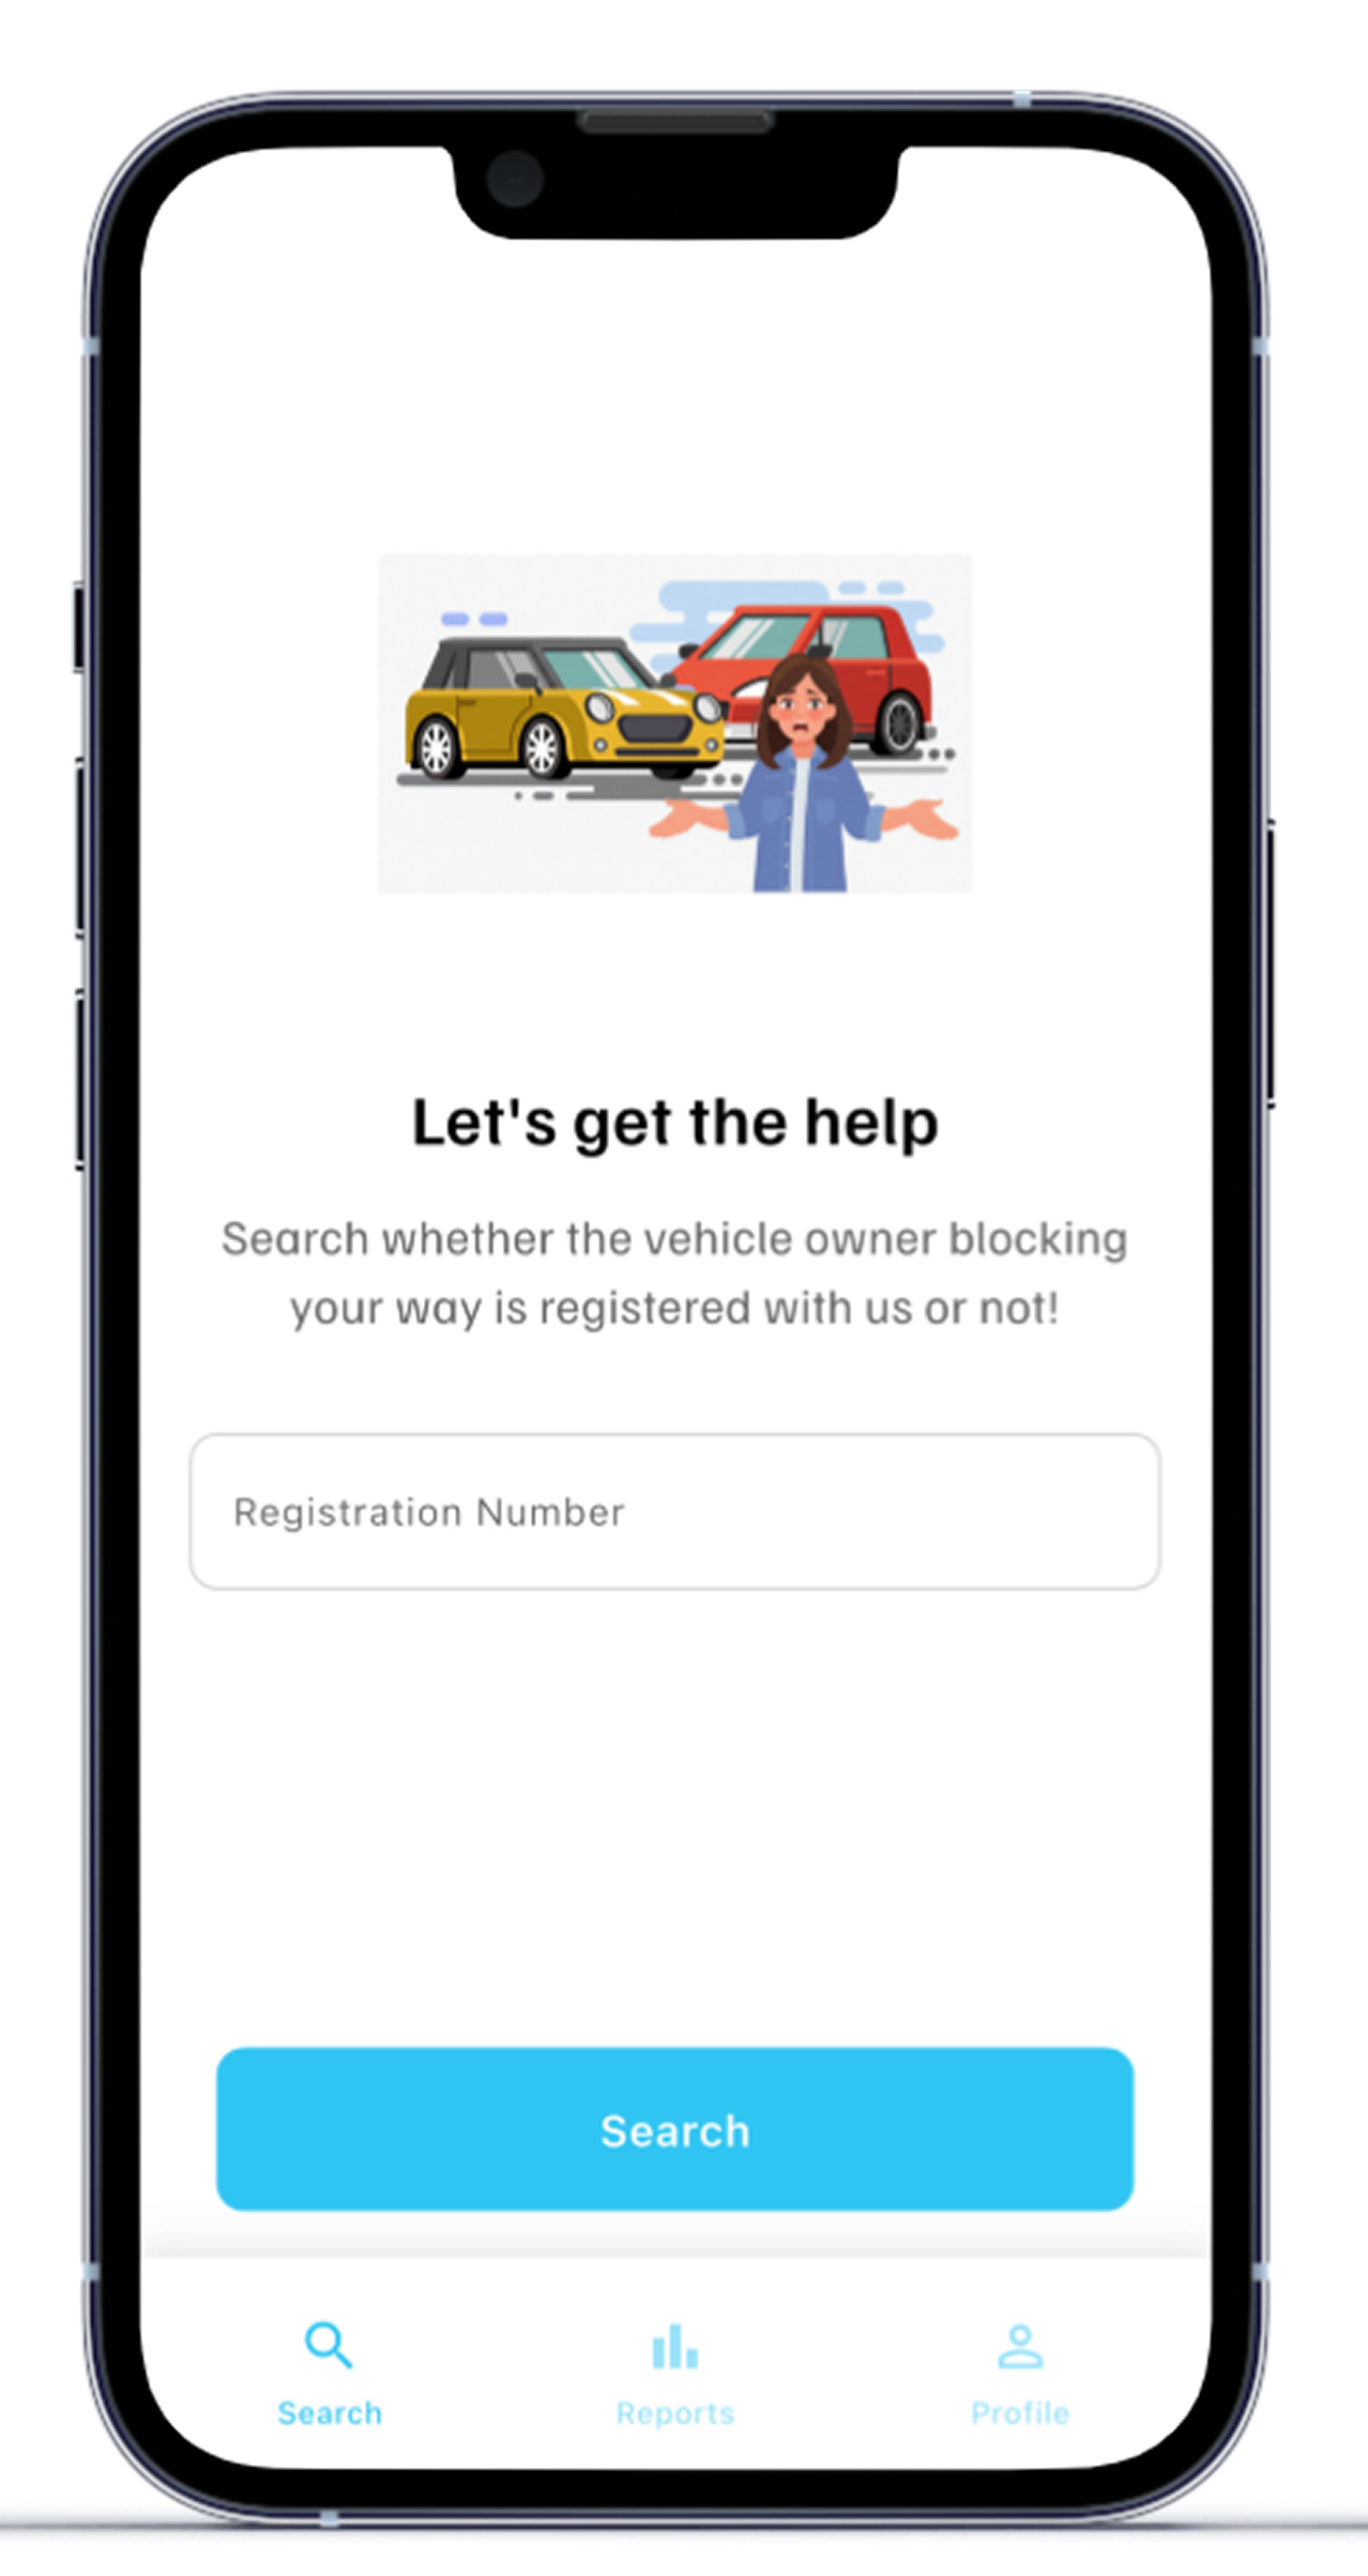 Let's get the help
Search whether the vehicle owner blocking
your way is registered with us or not!
Registration Number
Search
Search
Reports
Profile